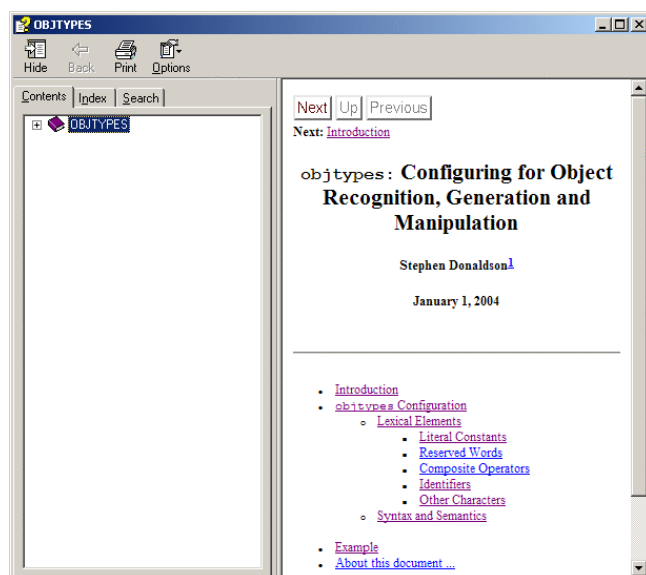 OBJTYPES
Hide Back Print Options
Contents Index Search
OBJTYPES
Next Up Previous
Next: Introduction
objtypes: Configuring for Object
Recognition, Generation and
Manipulation
Stephen Donaldson1
January 1, 2004
Introduction
objtypes Configuration
Lexical Elements
Literal Constants
Reserved Words
Composite Operators
Identifiers
Other Characters
Syntax and Semantics
Example
About this document ...